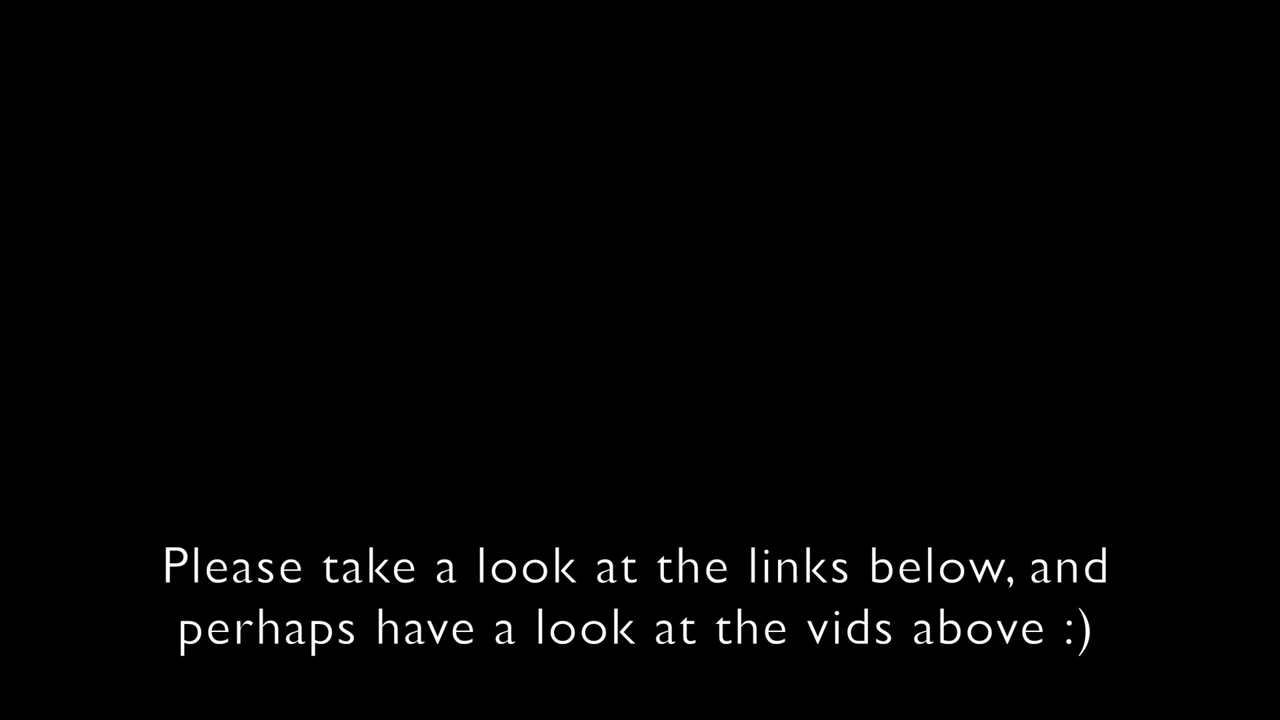 Please take a look at the links below, and
perhaps have a look at the vids above :)